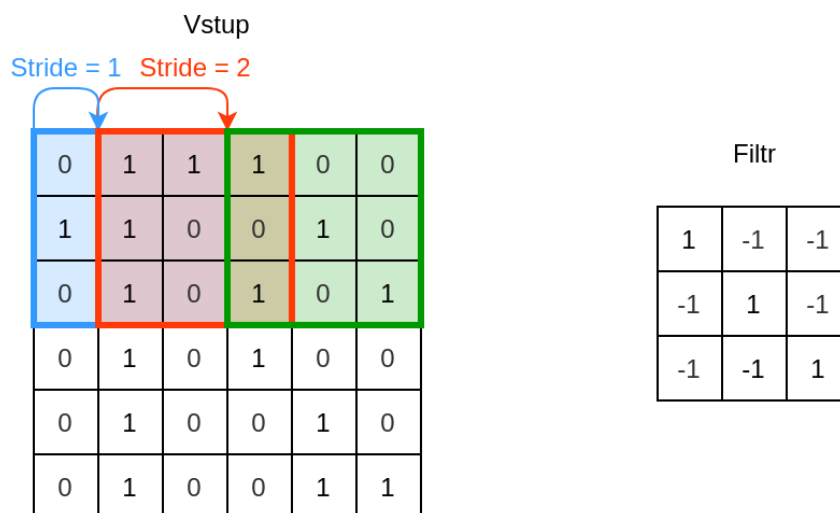 Vstup
Stride = 1 Stride = 2
Filtr
0 1 1 1 0 0
1 1 0 0 1 0
0 1 0 1 0 1
0 1 0 1 0 0
0 1 0 0 1 0
0 1 0 0 1 1
1 -1 -1
-1 1 -1
-1 -1 1